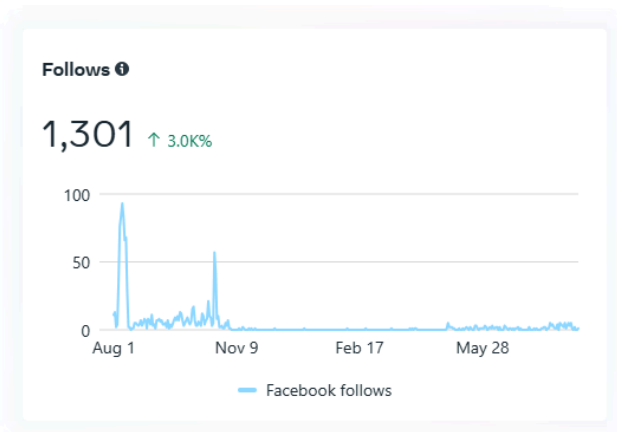 Follows
1,301 ↑ 3.0K%
100
50
0
Aug 1 Nov 9 Feb 17 May 28
Facebook follows